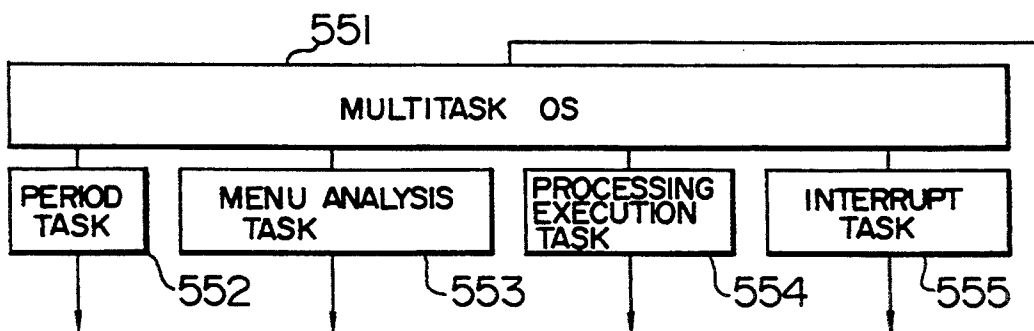 551
MULTITASK OS
PERIOD
TASK
MENU ANALYSIS
TASK
PROCESSING
EXECUTION
TASK
INTERRUPT
TASK
552
553
554
555